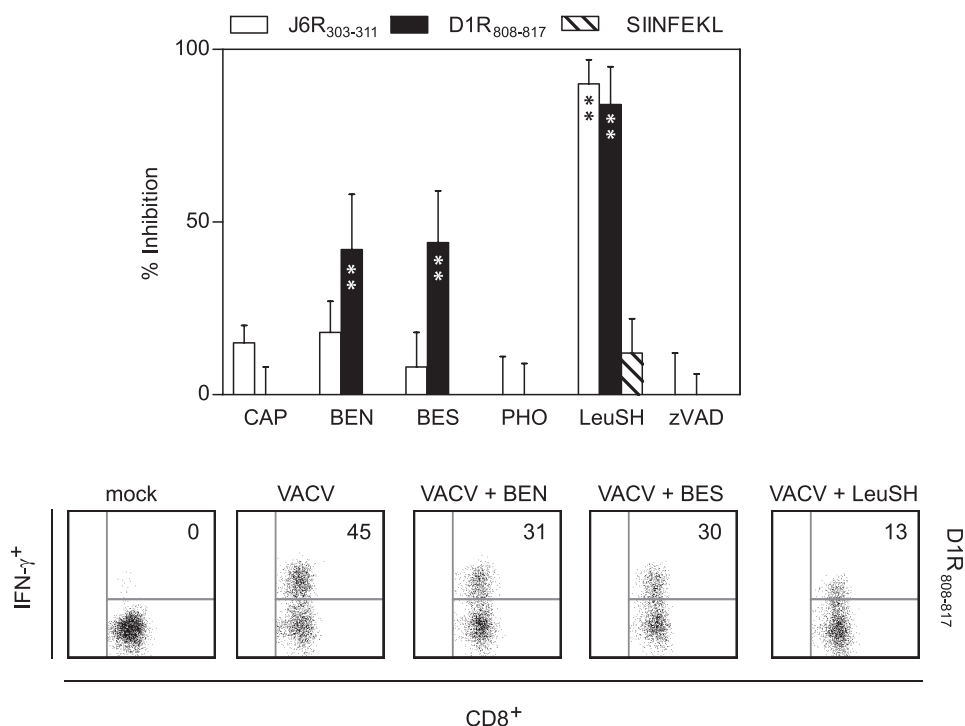 J6R303-311 D1R808-817 SIINFEKL
100
50
0
% Inhibition
** ** ** **
CAP BEN BES PHO LeuSH zVAD
mock VACV VACV + BEN VACV + BES VACV + LeuSH
0 45 31 30 13
IFN-γ+
D1R808-817
CD8+